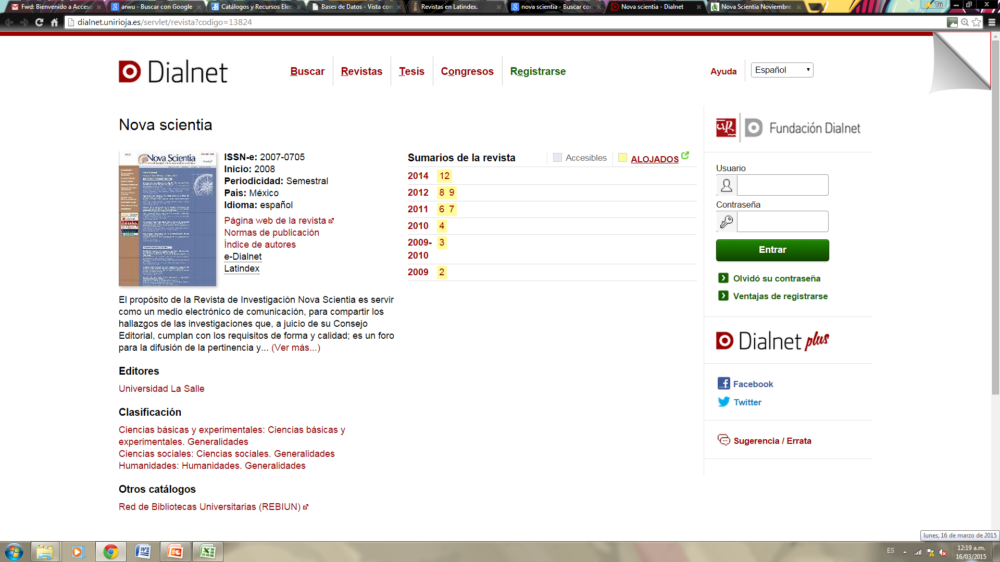 Fwd: Bienvenido a Acceso
arwu - Buscar con Google
Catálogos y Recursos Elec
Bases de Datos - Vista con
Revistas en Latindex.
nova scientia - Buscar con
Nova scientia - Dialnet
Nova Scientia Noviembre
Tú
dialnet.unirioja.es/servlet/revista?codigo=13824
Dialnet
Buscar
Revistas
Tesis
Congresos
Registrarse
Ayuda
Español
Nova scientia
Nova Scientia
ISSN-e: 2007-0705
Inicio: 2008
Periodicidad: Semestral
País: México
Idioma: español
Página web de la revista
Normas de publicación
Índice de autores
e-Dialnet
Latindex
El propósito de la Revista de Investigación Nova Scientia es servir
como un medio electrónico de comunicación, para compartir los
hallazgos de las investigaciones que, a juicio de su Consejo
Editorial, cumplan con los requisitos de forma y calidad; es un foro
para la difusión de la pertinencia y... (Ver más...)
Editores
Universidad La Salle
Clasificación
Ciencias básicas y experimentales: Ciencias básicas y
experimentales. Generalidades
Ciencias sociales: Ciencias sociales. Generalidades
Humanidades: Humanidades. Generalidades
Otros catálogos
Red de Bibliotecas Universitarias (REBIUN)
Sumarios de la revista
Accesibles
ALOJADOS
2014 12
2012 8 9
2011 6 7
2010 4
2009- 3
2010
2009 2
UR Fundación Dialnet
Usuario
Contraseña
Entrar
Olvidó su contraseña
Ventajas de registrarse
Dialnet plus
Facebook
Twitter
Sugerencia / Errata
lunes, 16 de marzo de 2015
ES
12:19 a.m.
16/03/2015